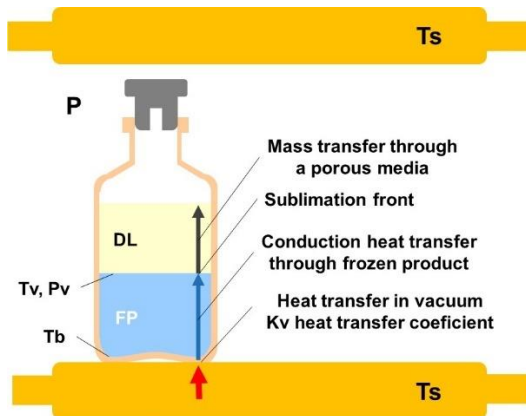 Ts
P
Mass transfer through
a porous media
Sublimation front
DL
Conduction heat transfer
through frozen product
Tv, Pv
FP
Heat transfer in vacuum
Kv heat transfer coeficient
Tb
Ts